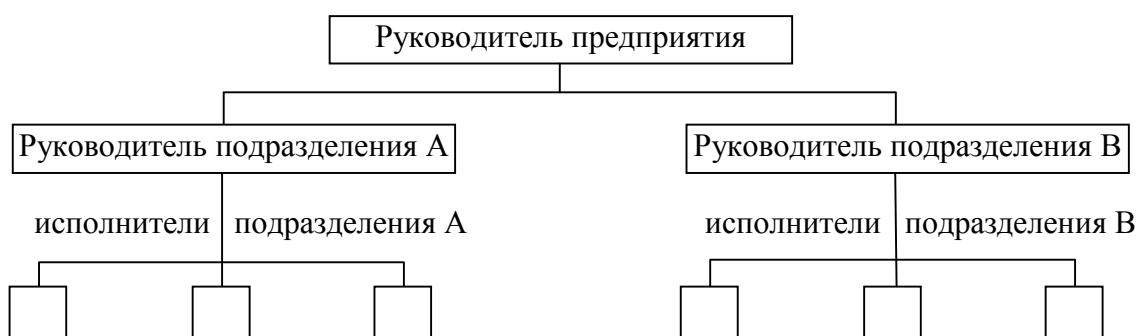 Руководитель предприятия
Руководитель подразделения А
Руководитель подразделения В
исполнители подразделения А
исполнители подразделения В